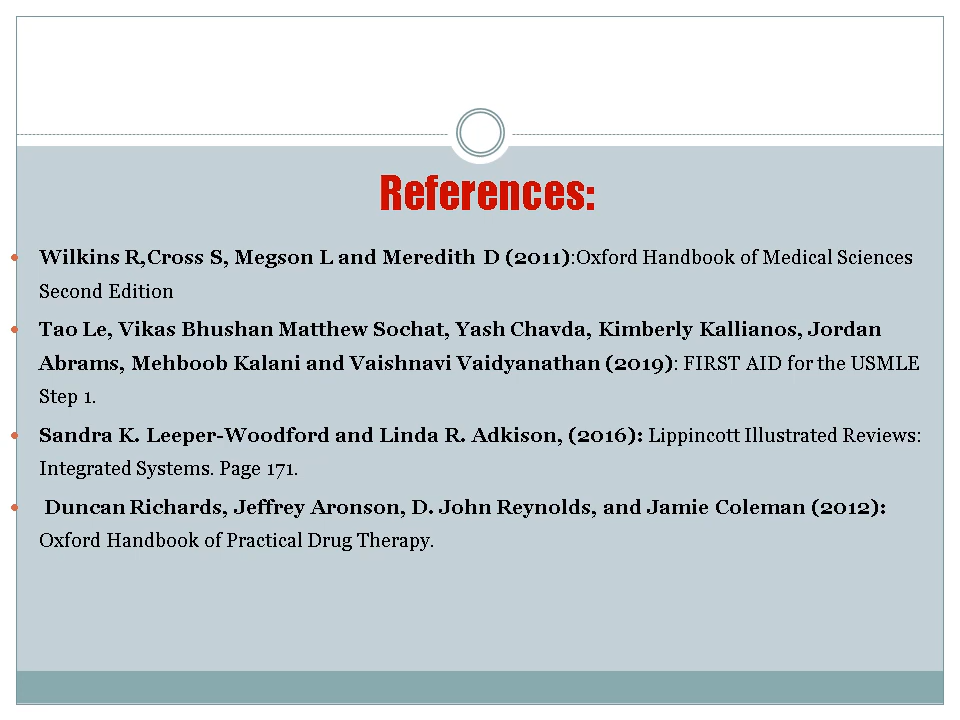 References:
• Wilkins R,Cross S, Megson L and Meredith D (2011):Oxford Handbook of Medical Sciences
Second Edition
• Tao Le, Vikas Bhushan Matthew Sochat, Yash Chavda, Kimberly Kallianos, Jordan
Abrams, Mehboob Kalani and Vaishnavi Vaidyanathan (2019): FIRST AID for the USMLE
Step 1.
• Sandra K. Leeper-Woodford and Linda R. Adkison, (2016): Lippincott Illustrated Reviews:
Integrated Systems. Page 171.
• Duncan Richards, Jeffrey Aronson, D. John Reynolds, and Jamie Coleman (2012):
Oxford Handbook of Practical Drug Therapy.